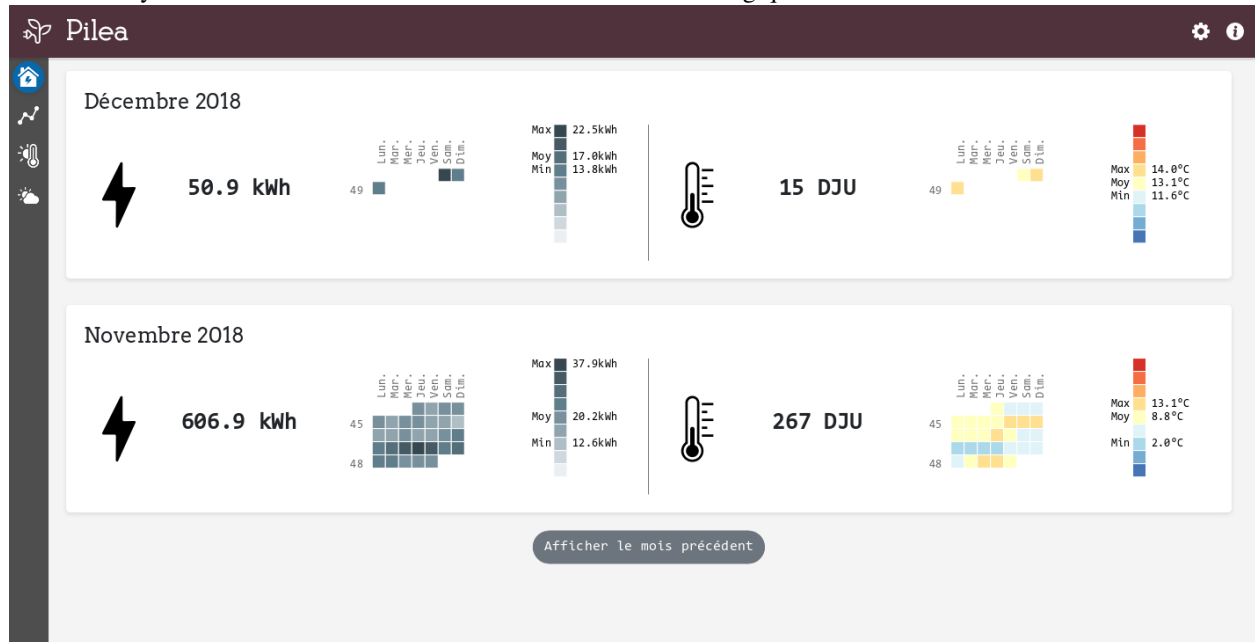 Pilea
Décembre 2018
50.9 kWh
Lun.
Mar.
Mer.
Jeu.
Ven.
Sam.
Dim.
49
Max 22.5kWh
Moy 17.0kWh
Min 13.8kWh
15 DJU
Lun.
Mar.
Mer.
Jeu.
Ven.
Sam.
Dim.
49
Max 14.0°C
Moy 13.1°C
Min 11.6°C
Novembre 2018
606.9 kWh
Lun.
Mar.
Mer.
Jeu.
Ven.
Sam.
Dim.
45
48
Max 37.9kWh
Moy 20.2kWh
Min 12.6kWh
267 DJU
Lun.
Mar.
Mer.
Jeu.
Ven.
Sam.
Dim.
45
48
Max 13.1°C
Moy 8.8°C
Min 2.0°C
Afficher le mois précédent